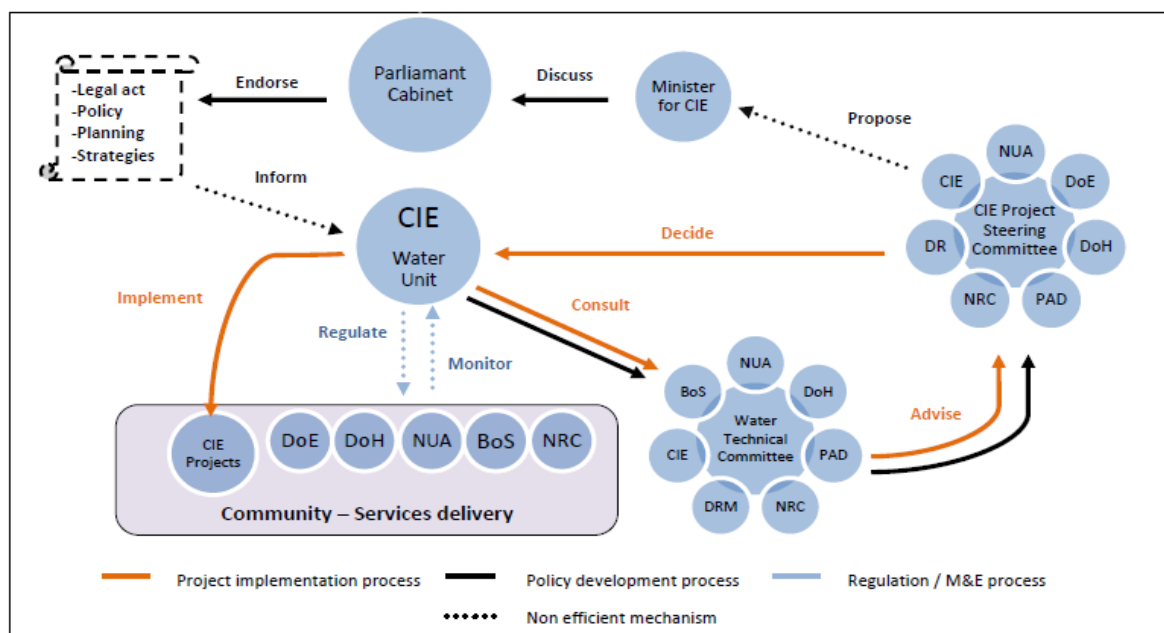 -Legal act
-Policy
-Planning
-Strategies
Endorse
Parliamant
Cabinet
Discuss
Minister
for CIE
Propose
Inform
CIE
Water
Unit
Decide
NUA
CIE
DoE
CIE Project
Steering
Committee
DR
DoH
NRC
PAD
Implement
Regulate
Monitor
Consult
NUA
BoS
DoH
Water
Technical
Committee
CIE
PAD
DRM
NRC
Advise
CIE
Projects
DoE
DoH
NUA
BoS
NRC
Community – Services delivery
Project implementation process
Policy development process
Regulation / M&E process
Non efficient mechanism